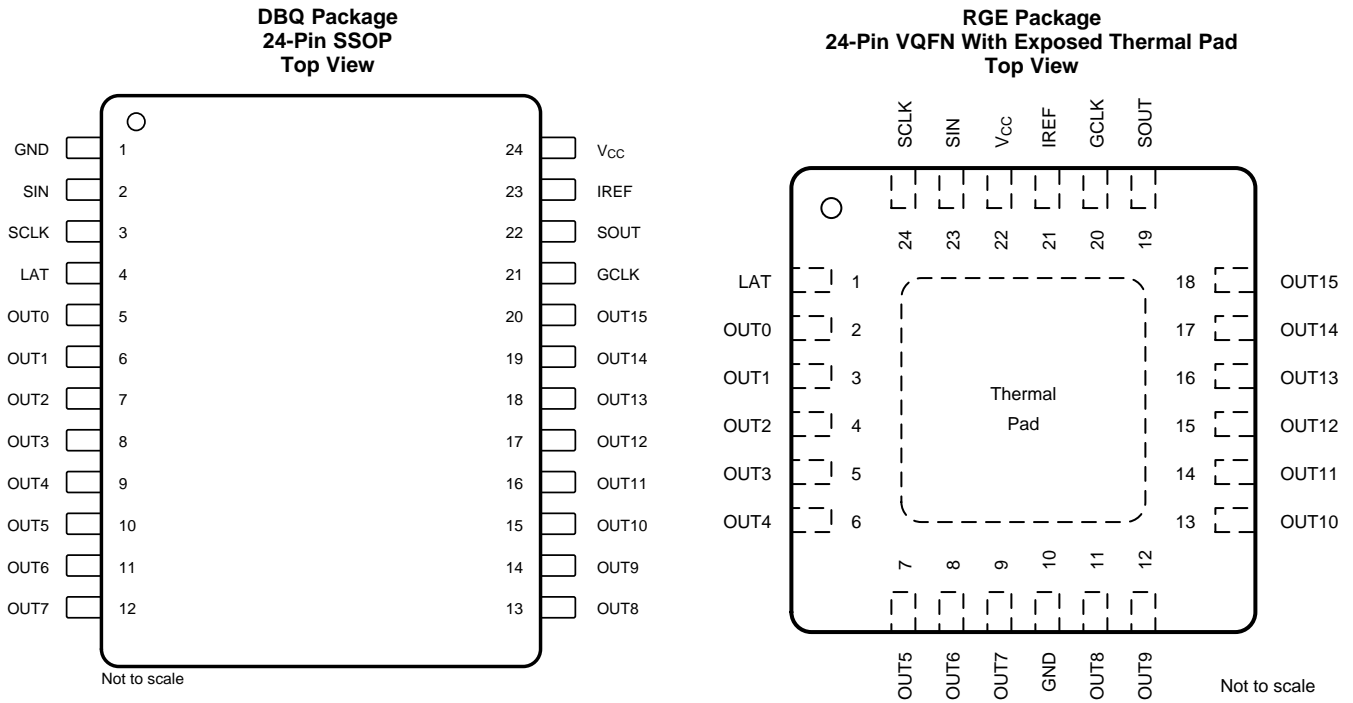 DBQ Package
24-Pin SSOP
Top View
GND 1
SIN 2
SCLK 3
LAT 4
OUT0 5
OUT1 6
OUT2 7
OUT3 8
OUT4 9
OUT5 10
OUT6 11
OUT7 12
24 VCC
23 IREF
22 SOUT
21 GCLK
20 OUT15
19 OUT14
18 OUT13
17 OUT12
16 OUT11
15 OUT10
14 OUT9
13 OUT8
Not to scale
RGE Package
24-Pin VQFN With Exposed Thermal Pad
Top View
SCLK SIN VCC IREF GCLK SOUT
24 23 22 21 20 19
LAT 1
OUT0 2
OUT1 3
OUT2 4
OUT3 5
OUT4 6
Thermal
Pad
18 OUT15
17 OUT14
16 OUT13
15 OUT12
14 OUT11
13 OUT10
7 8 9 10 11 12
OUT5 OUT6 OUT7 GND OUT8 OUT9
Not to scale